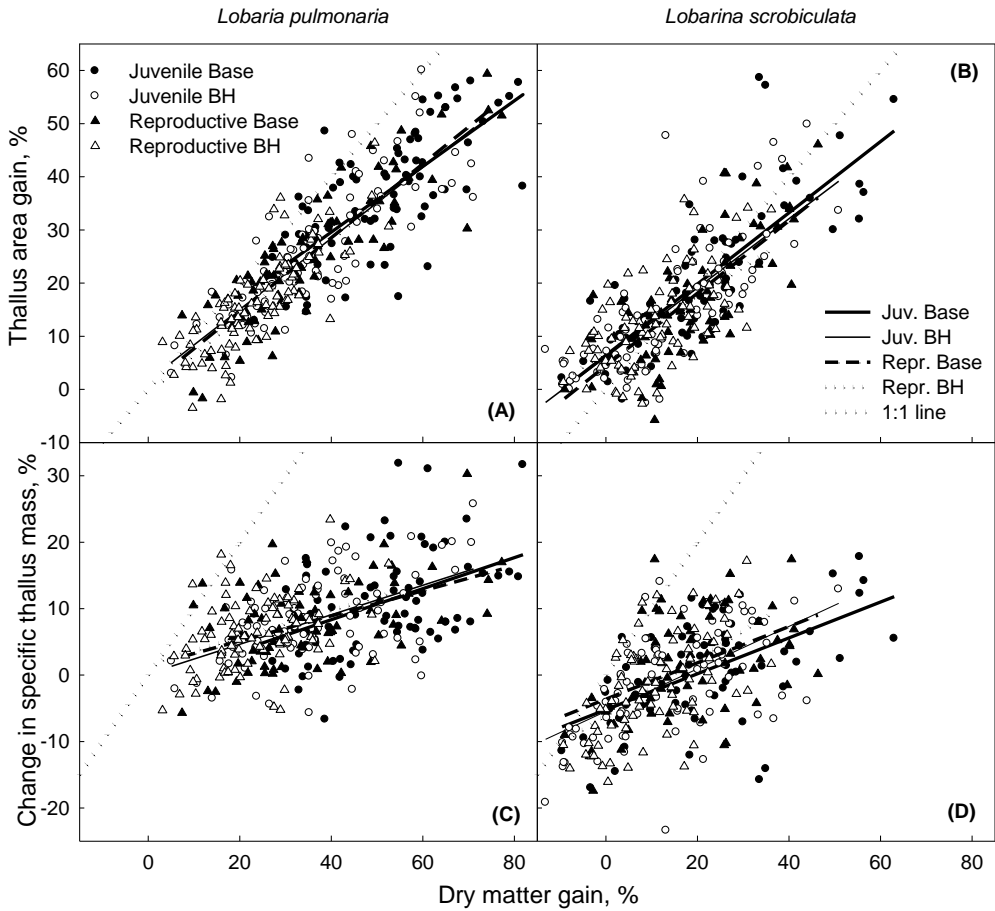 Lobaria pulmonaria
Lobarina scrobiculata
Thallus area gain, %
60
50
40
30
20
10
0
-10
Juvenile Base
Juvenile BH
Reproductive Base
Reproductive BH
(A)
(B)
Juv. Base
Juv. BH
Repr. Base
Repr. BH
1:1 line
Change in specific thallus mass, %
30
20
10
0
-10
-20
(C)
(D)
0 20 40 60 80
0 20 40 60 80
Dry matter gain, %